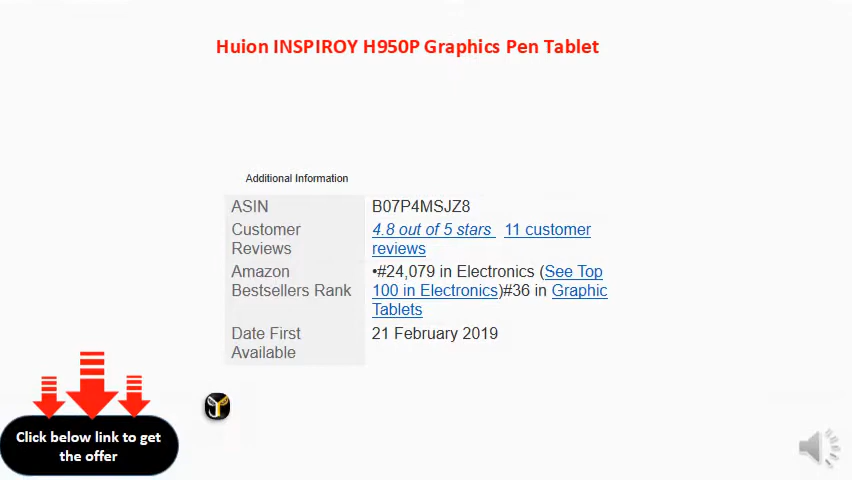 Huion INSPIROY H950P Graphics Pen Tablet
Additional Information
ASIN B07P4MSJZ8
Customer Reviews 4.8 out of 5 stars 11 customer reviews
Amazon Bestsellers Rank •#24,079 in Electronics (See Top 100 in Electronics)#36 in Graphic Tablets
Date First Available 21 February 2019
Click below link to get
the offer